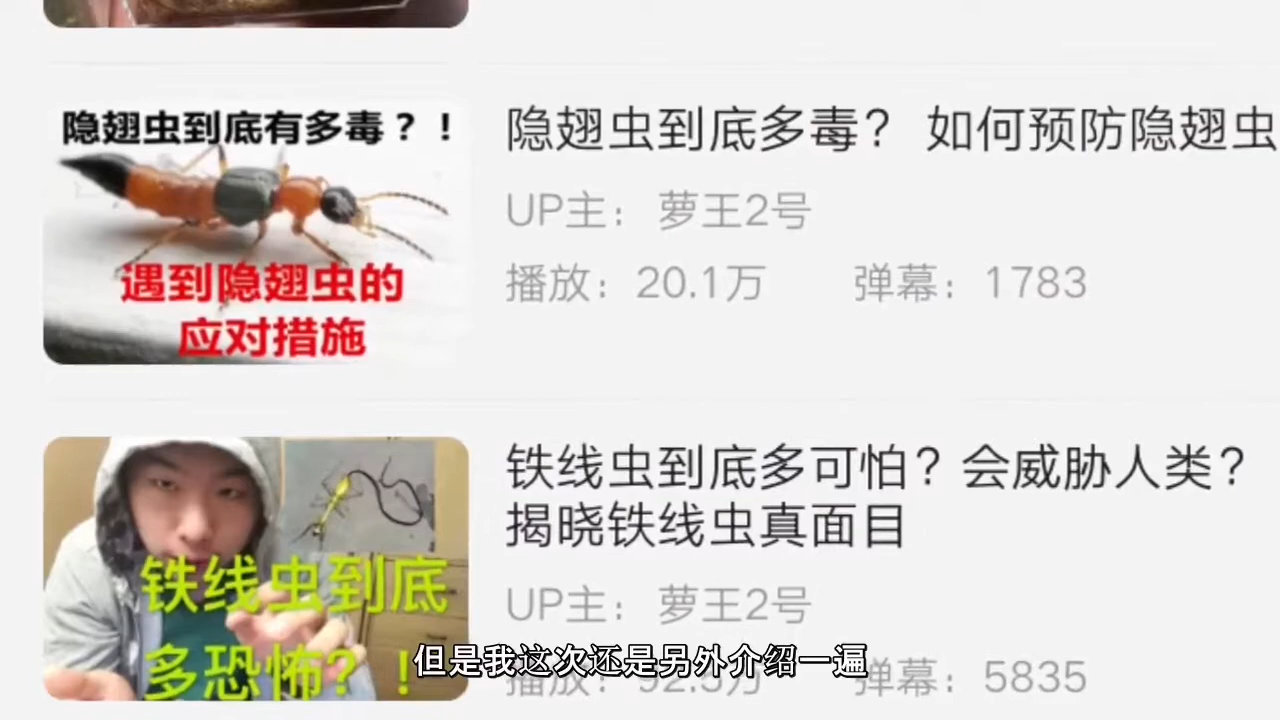 隐翅虫到底有多毒？！
遇到隐翅虫的
应对措施
隐翅虫到底多毒？ 如何预防隐翅虫
UP主： 萝王2号
播放：20.1万 弹幕：1783
铁线虫到底
多恐怖？！
铁线虫到底多可怕？会威胁人类？
揭晓铁线虫真面目
UP主： 萝王2号
播放：92.5万 弹幕：5835
但是我这次还是另外介绍一遍